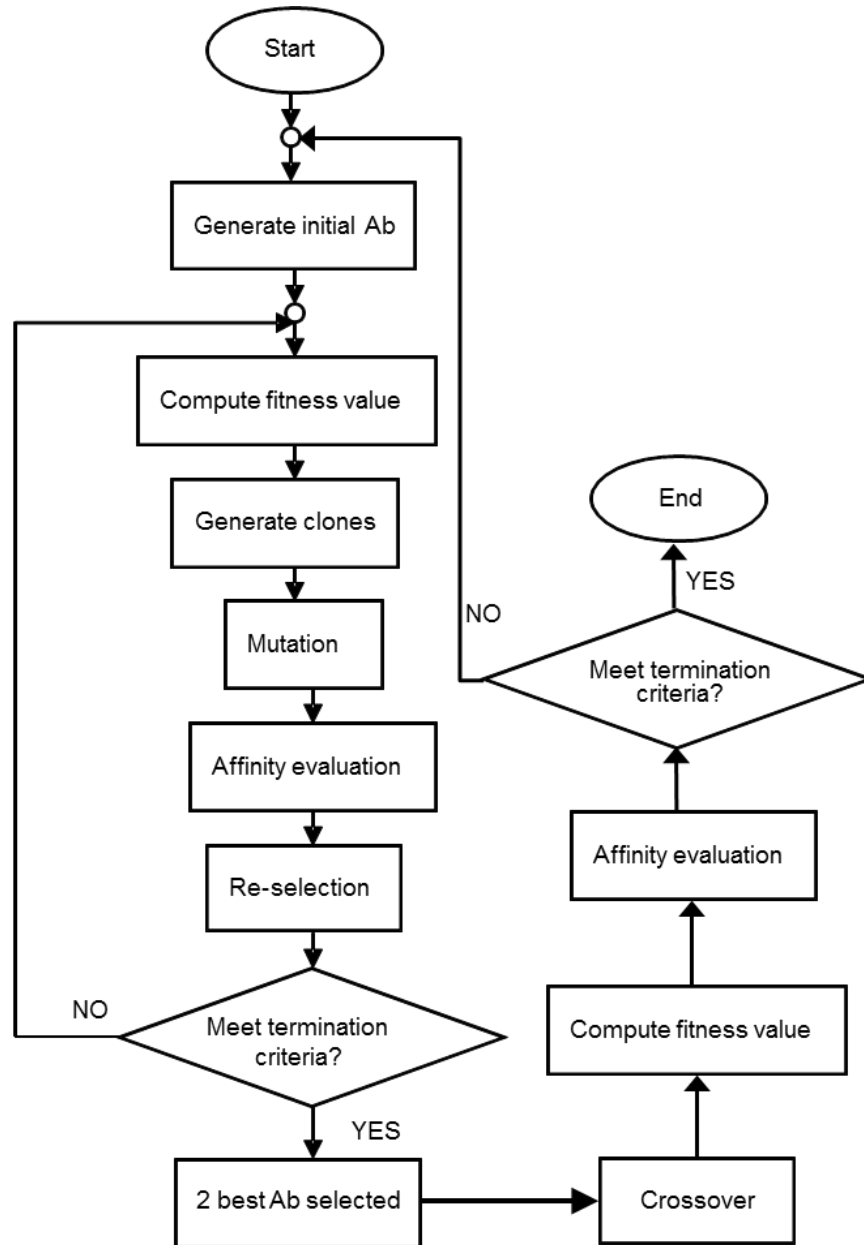 Start
Generate initial Ab
Compute fitness value
Generate clones
Mutation
Affinity evaluation
Re-selection
NO
Meet termination
criteria?
YES
2 best Ab selected
Crossover
Compute fitness value
Affinity evaluation
Meet termination
criteria?
NO
YES
End